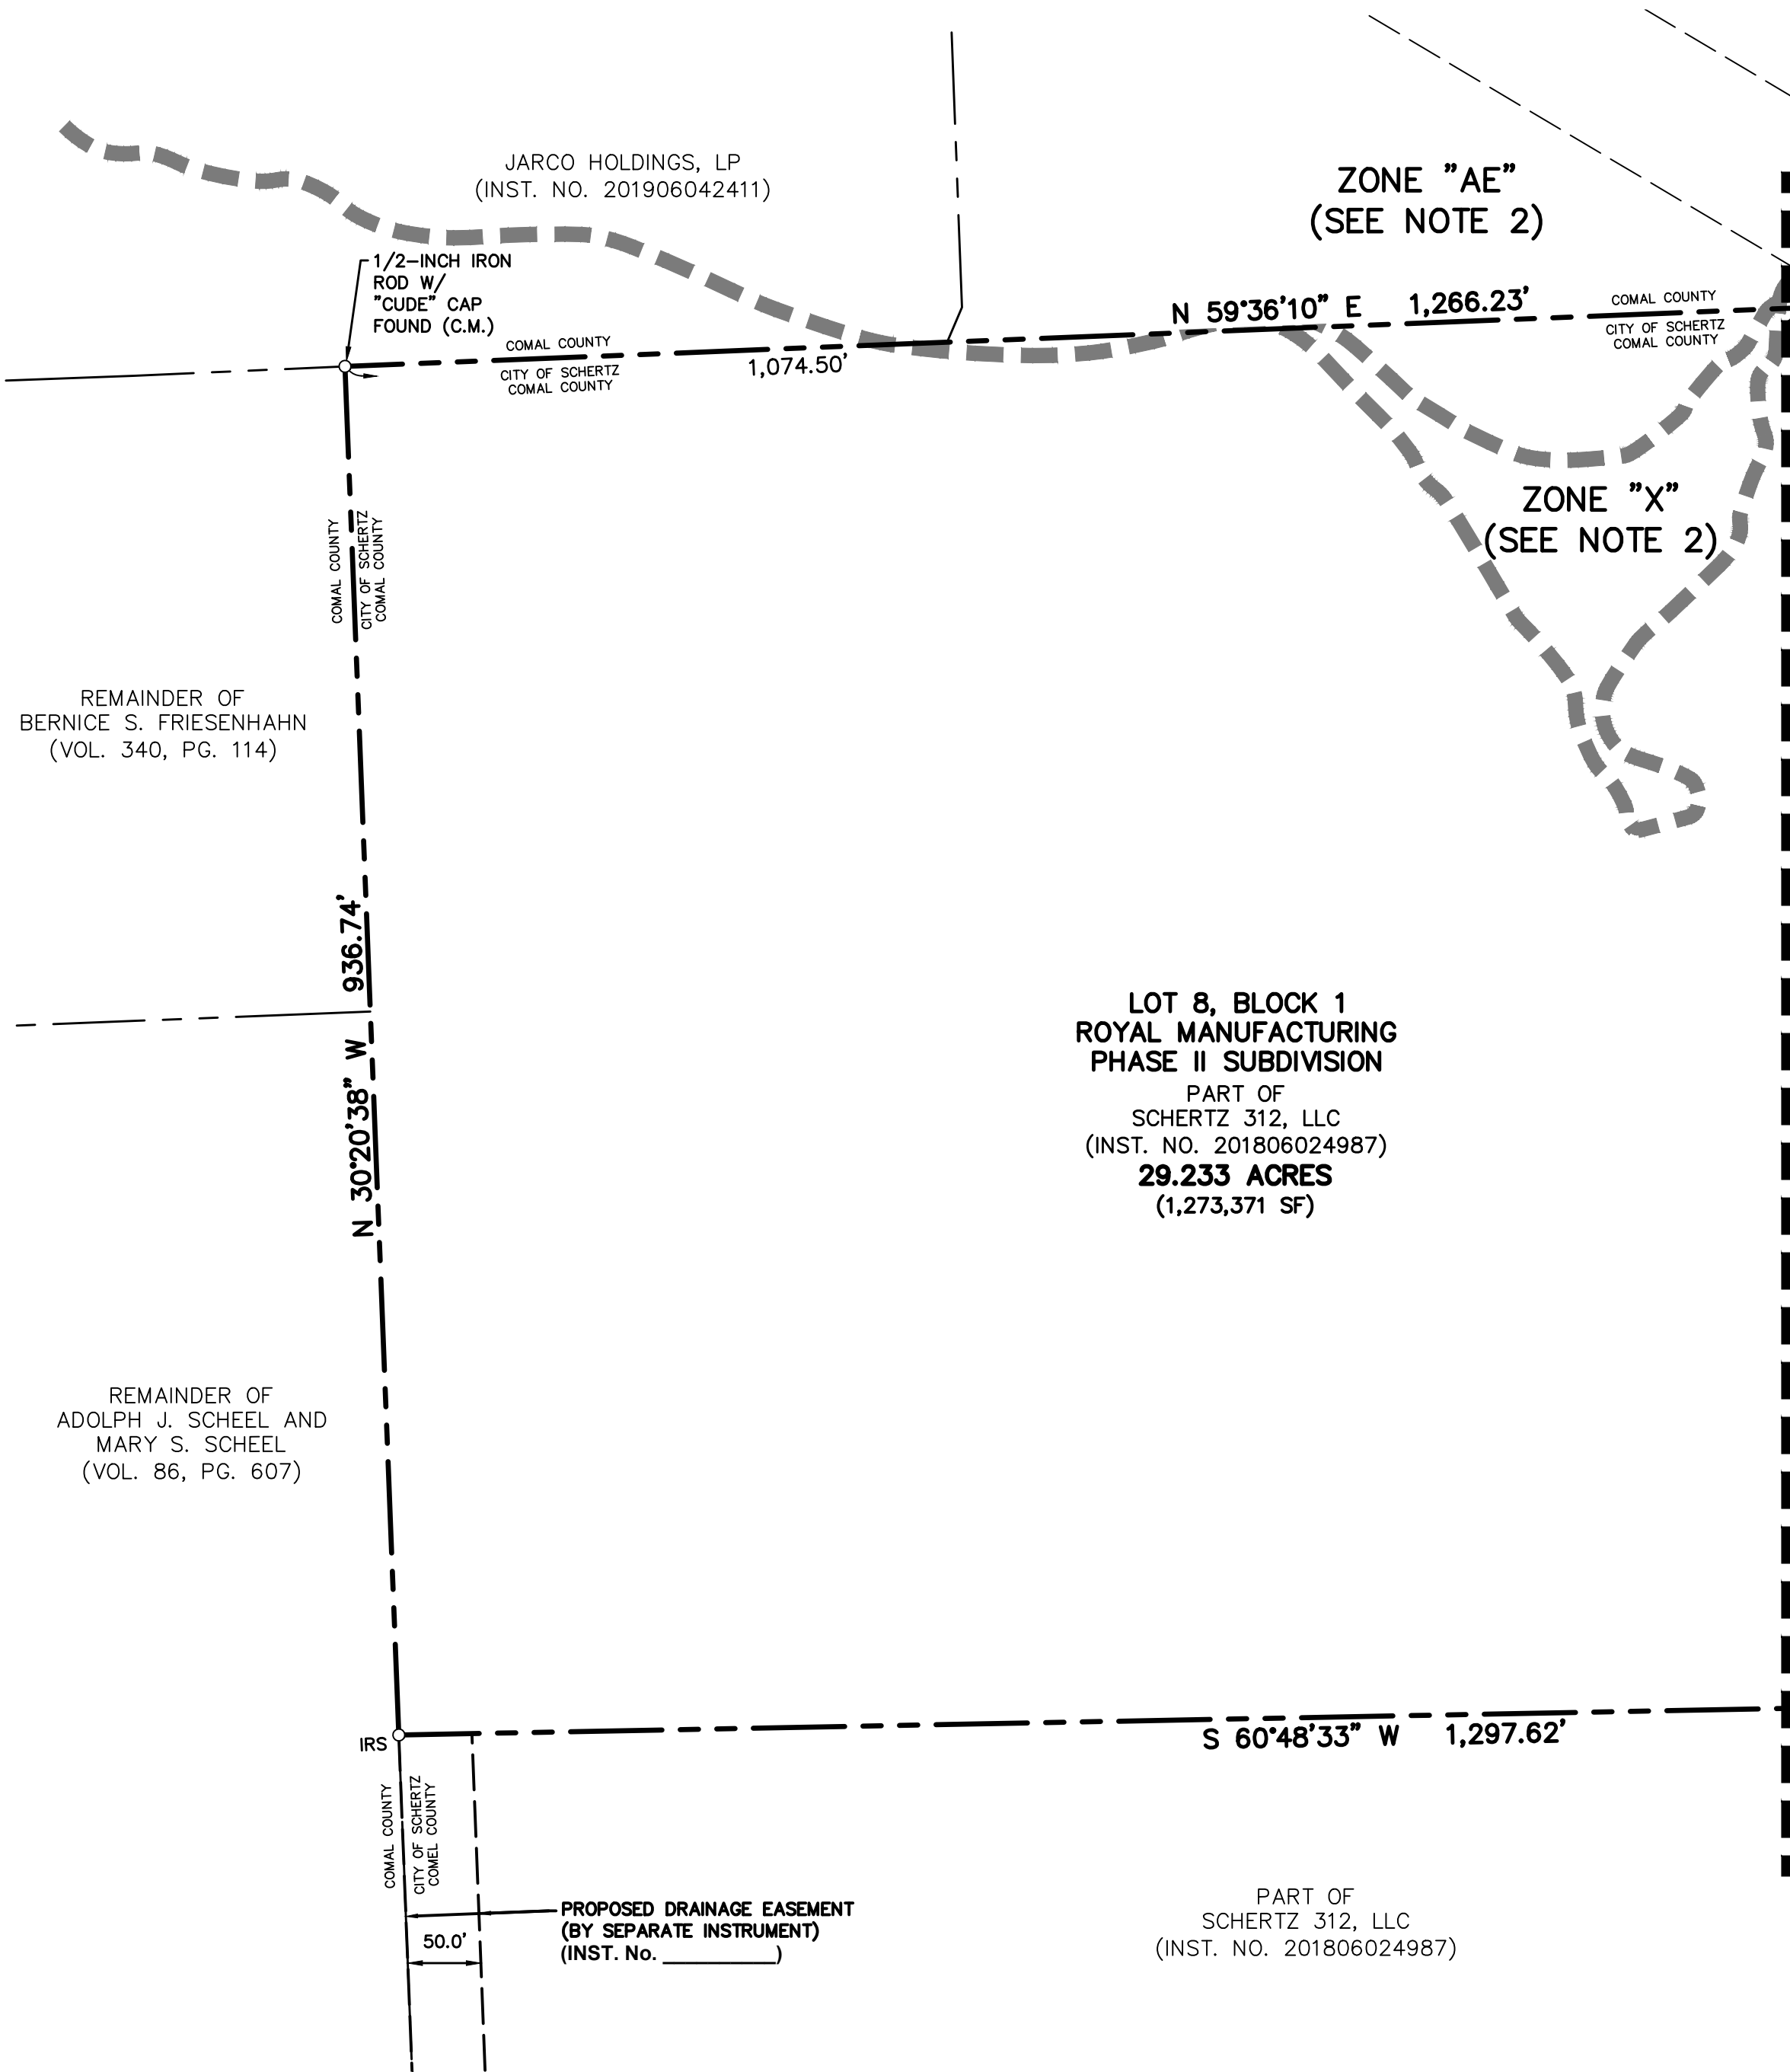 JARCO HOLDINGS, LP
(INST. NO. 201906042411)
ZONE "AE"
(SEE NOTE 2)
1/2-INCH IRON
ROD W/
"CUDE" CAP
FOUND (C.M.)
N 59°36'10" E 1,266.23'
COMAL COUNTY
CITY OF SCHERTZ
COMAL COUNTY
COMAL COUNTY
CITY OF SCHERTZ
COMAL COUNTY
1,074.50'
ZONE "X"
(SEE NOTE 2)
COMAL COUNTY
CITY OF SCHERTZ
COMAL COUNTY
REMAINDER OF
BERNICE S. FRIESENHAHN
(VOL. 340, PG. 114)
N 30°20'38" W 936.74'
LOT 8, BLOCK 1
ROYAL MANUFACTURING
PHASE II SUBDIVISION
PART OF
SCHERTZ 312, LLC
(INST. NO. 201806024987)
29.233 ACRES
(1,273,371 SF)
REMAINDER OF
ADOLPH J. SCHEEL AND
MARY S. SCHEEL
(VOL. 86, PG. 607)
IRS
S 60°48'33" W 1,297.62'
COMAL COUNTY
CITY OF SCHERTZ
COMEL COUNTY
PROPOSED DRAINAGE EASEMENT
(BY SEPARATE INSTRUMENT)
(INST. No. ____________)
50.0'
PART OF
SCHERTZ 312, LLC
(INST. NO. 201806024987)